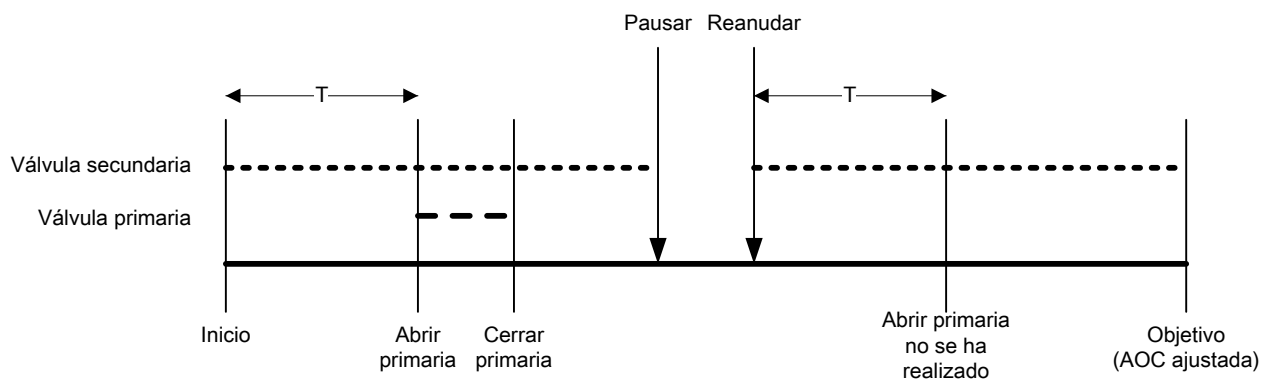 Pausar Reanudar
T T
Válvula secundaria
Válvula primaria
Inicio
Abrir
primaria
Cerrar
primaria
Abrir primaria
no se ha
realizado
Objetivo
(AOC ajustada)